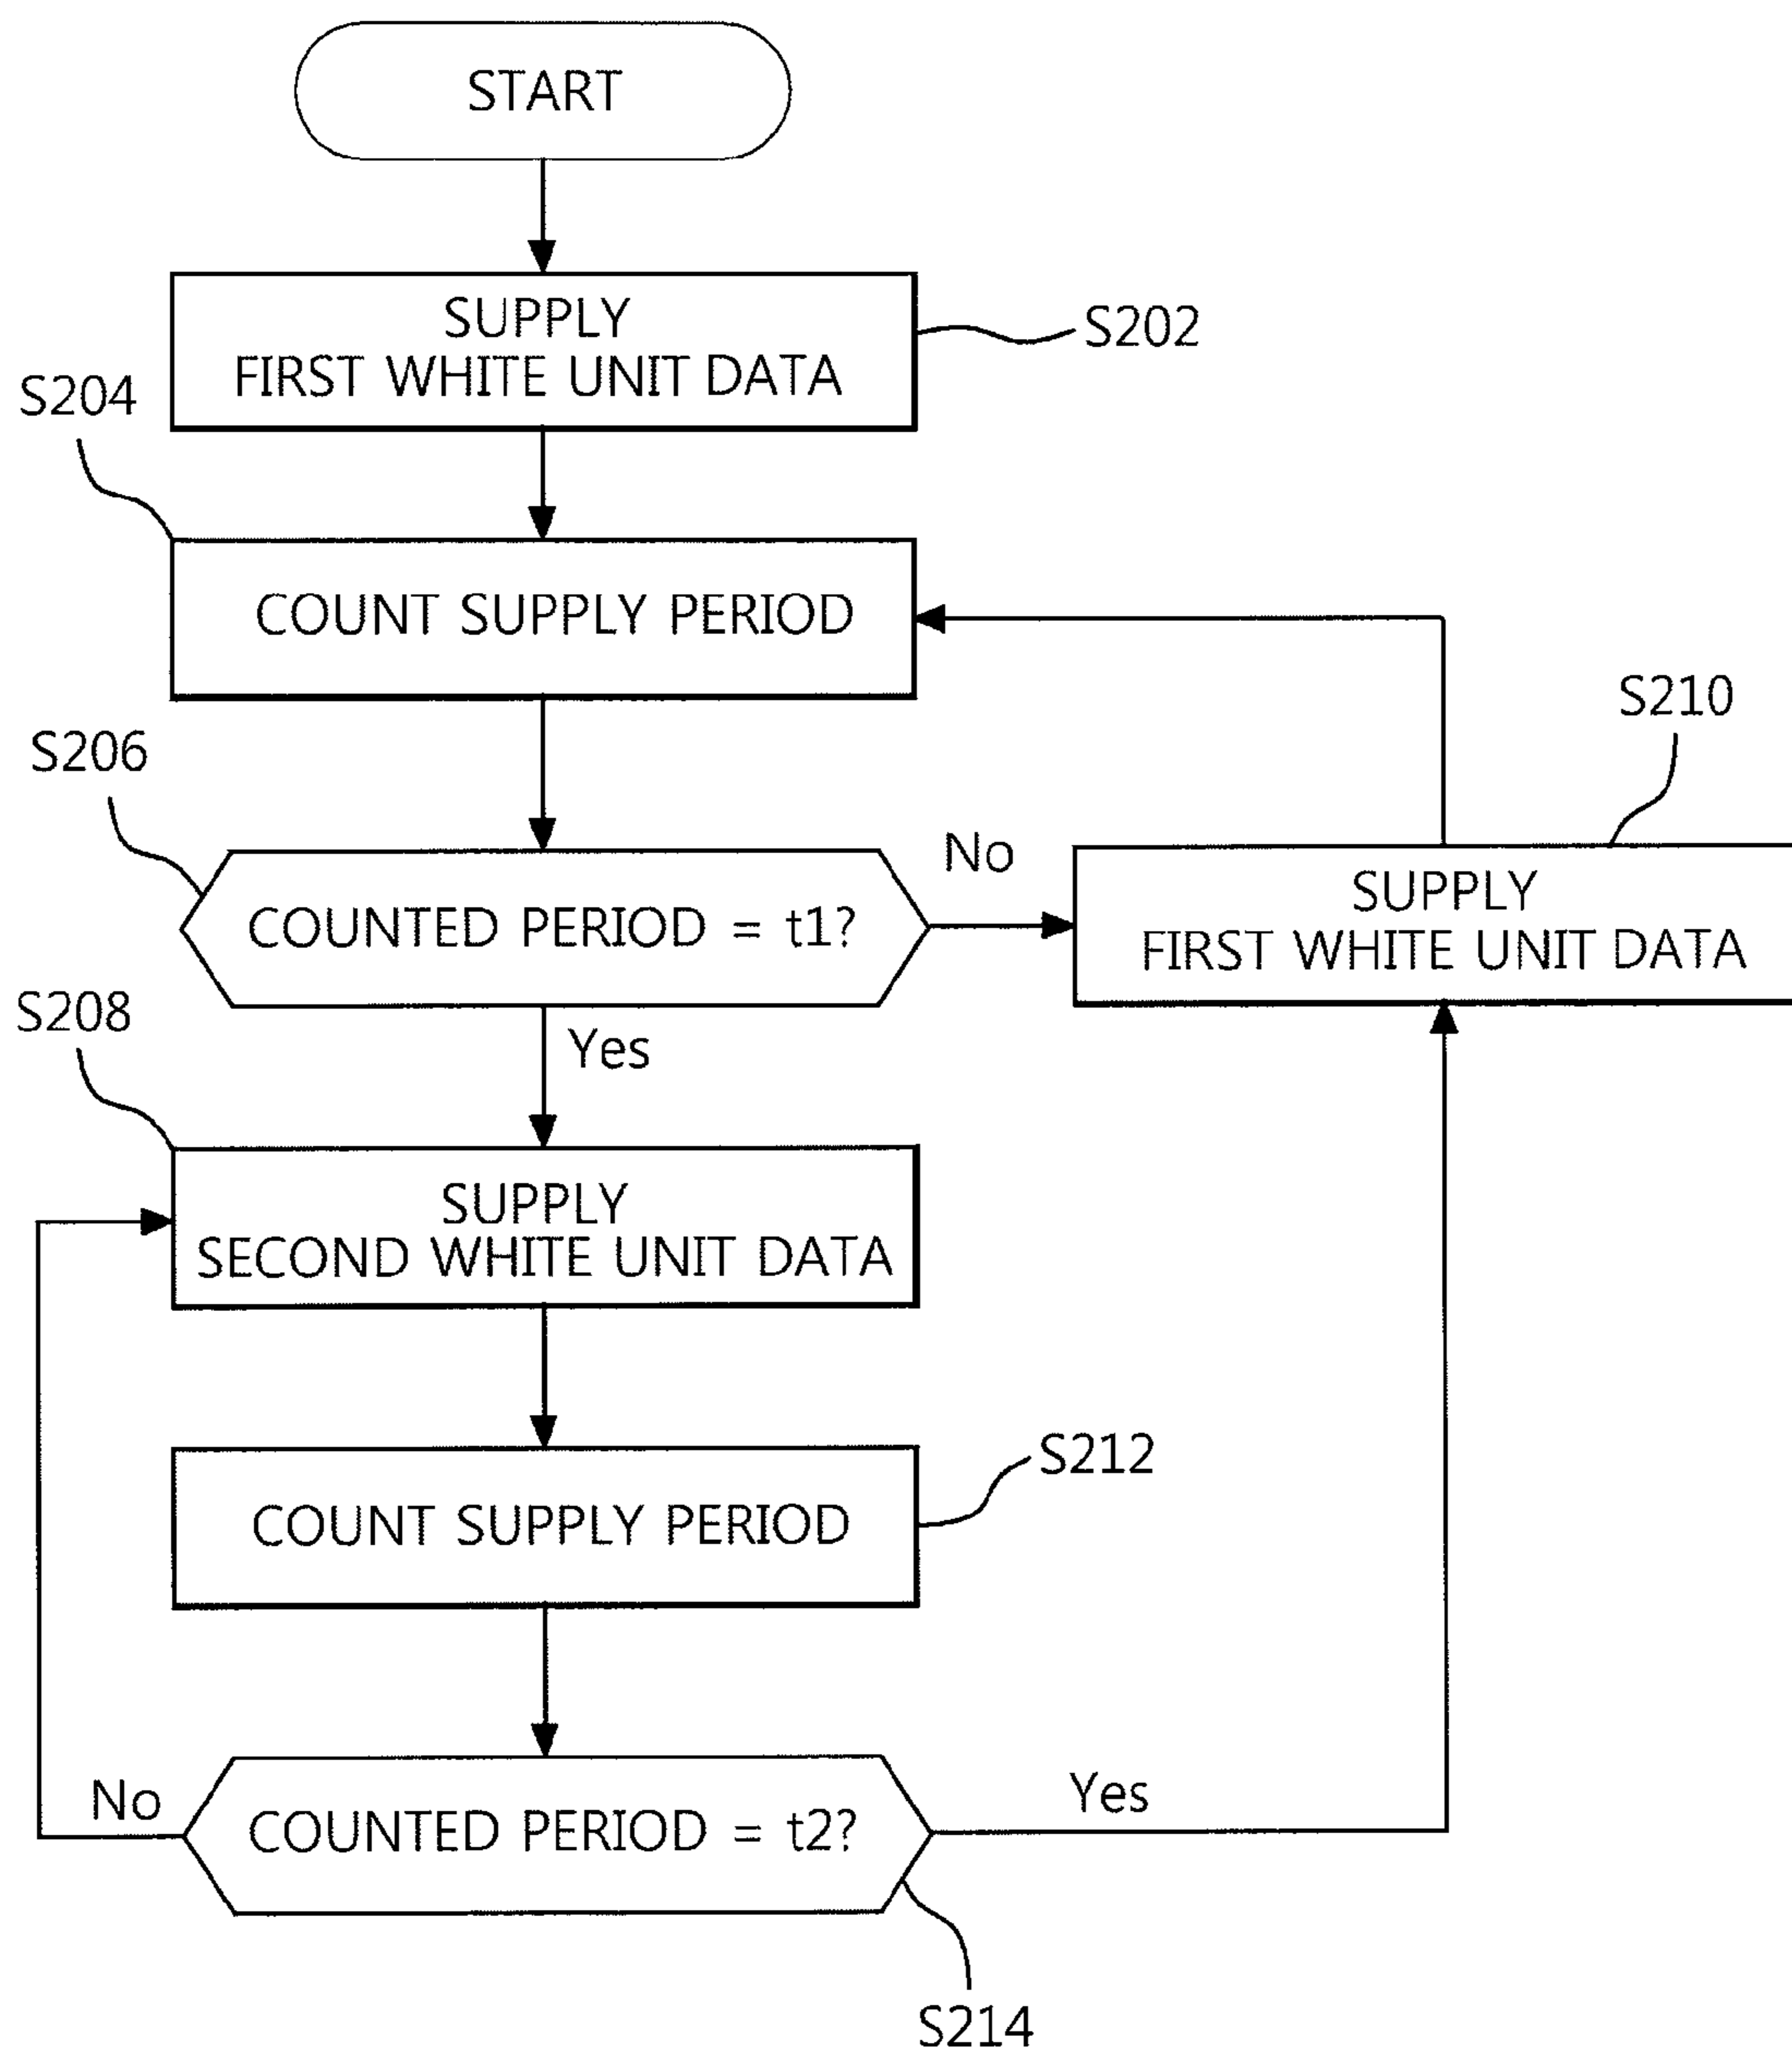 START
SUPPLY
FIRST WHITE UNIT DATA
S202
S204
COUNT SUPPLY PERIOD
S206
COUNTED PERIOD = t1?
No
S210
SUPPLY
FIRST WHITE UNIT DATA
Yes
S208
SUPPLY
SECOND WHITE UNIT DATA
COUNT SUPPLY PERIOD
S212
No
COUNTED PERIOD = t2?
Yes
S214